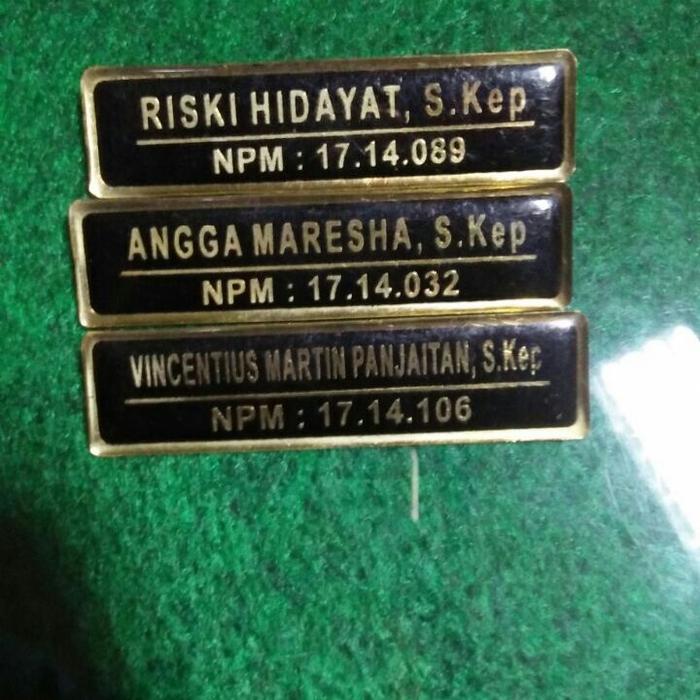 RISKI HIDAYAT, S.Kep
NPM : 17.14.089
ANGGA MARESHA, S.Kep
NPM : 17.14.032
VINCENTIUS MARTIN PANJAITAN, S.Kep
NPM : 17.14.106